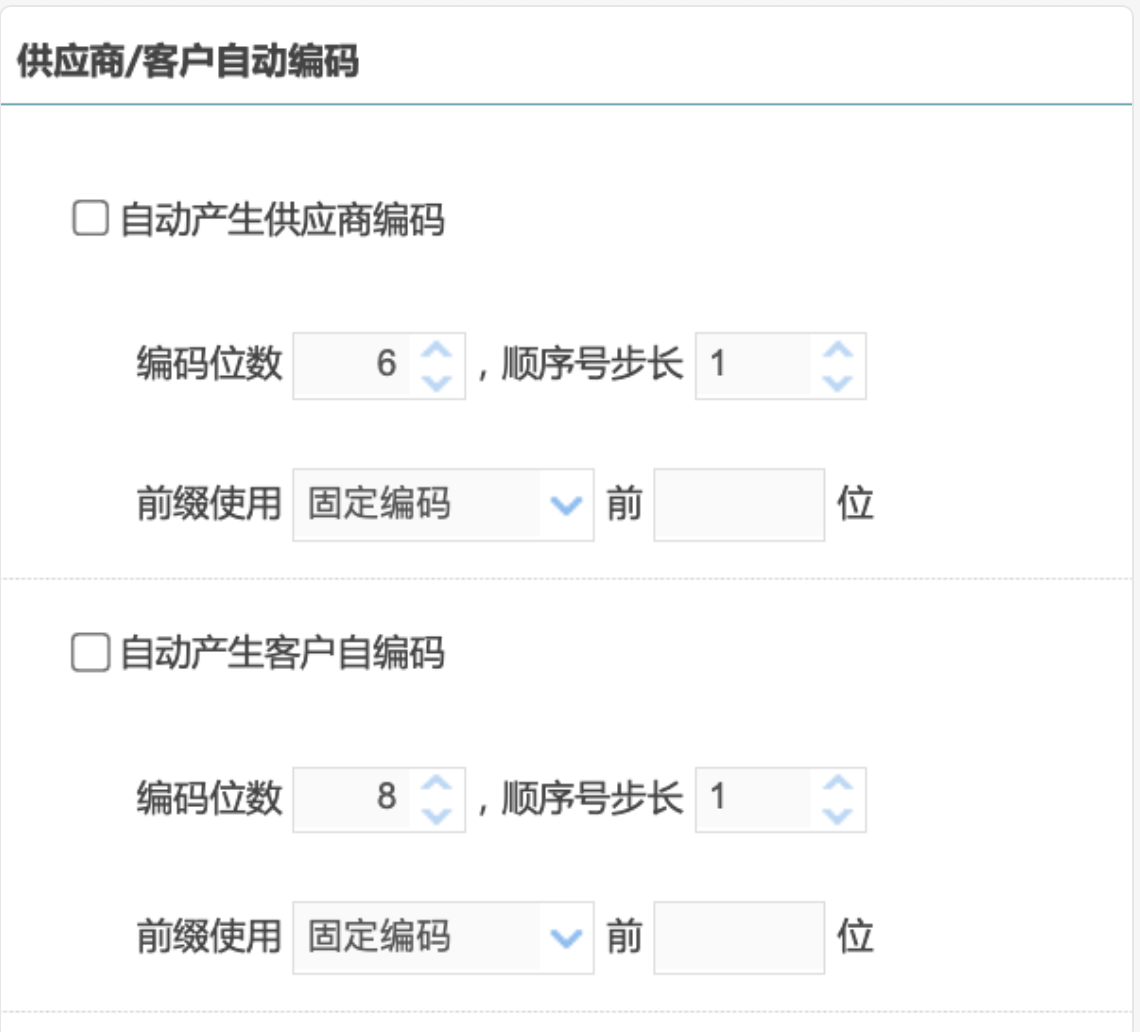 供应商/客户自动编码
自动产生供应商编码
编码位数 6 , 顺序号步长 1
前缀使用 固定编码 前 位
自动产生客户自编码
编码位数 8 , 顺序号步长 1
前缀使用 固定编码 前 位